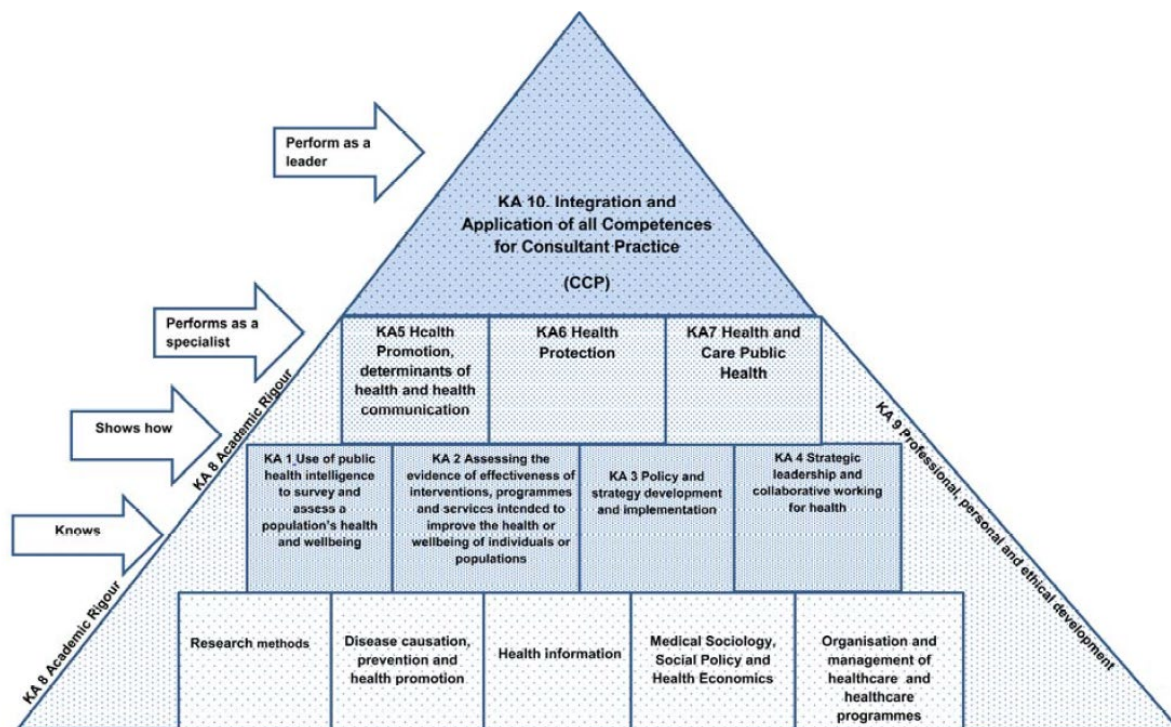 Perform as a
leader
KA 10. Integration and
Application of all Competences
for Consultant Practice
(CCP)
Performs as a
specialist
KA5 Health
Promotion,
determinants of
health and health
communication
KA6 Health
Protection
KA7 Health and
Care Public
Health
Shows how
KA 8 Academic Rigour
KA 9 Professional, personal and ethical development
KA 1 Use of public
health intelligence
to survey and
assess a
population's health
and wellbeing
KA 2 Assessing the
evidence of effectiveness of
interventions, programmes
and services intended to
improve the health or
wellbeing of individuals or
populations
KA 3 Policy and
strategy development
and implementation
KA 4 Strategic
leadership and
collaborative working
for health
Knows
KA 8 Academic Rigour
Research methods
Disease causation,
prevention and
health promotion
Health information
Medical Sociology,
Social Policy and
Health Economics
Organisation and
management of
healthcare and
healthcare
programmes